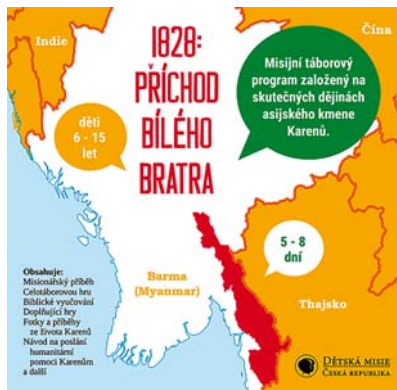 Indie
1828:
PŘÍCHOD
BÍLÉHO
BRATRA
Čína
Misijní táborový
program založený na
skutečných dějinách
asijského kmene
Karenů.
děti
6 - 15
let
5 - 8
dní
Barma
(Myanmar)
Thajsko
Obsahuje:
Misionářský příběh
Celotáborovou hru
Biblické vyučování
Doplňující hry
Fotky a příběhy
ze života Karenů
Návod na poslání
humanitární
pomoci Karenům
a další
DĚTSKÁ MISIE
ČESKÁ REPUBLIKA